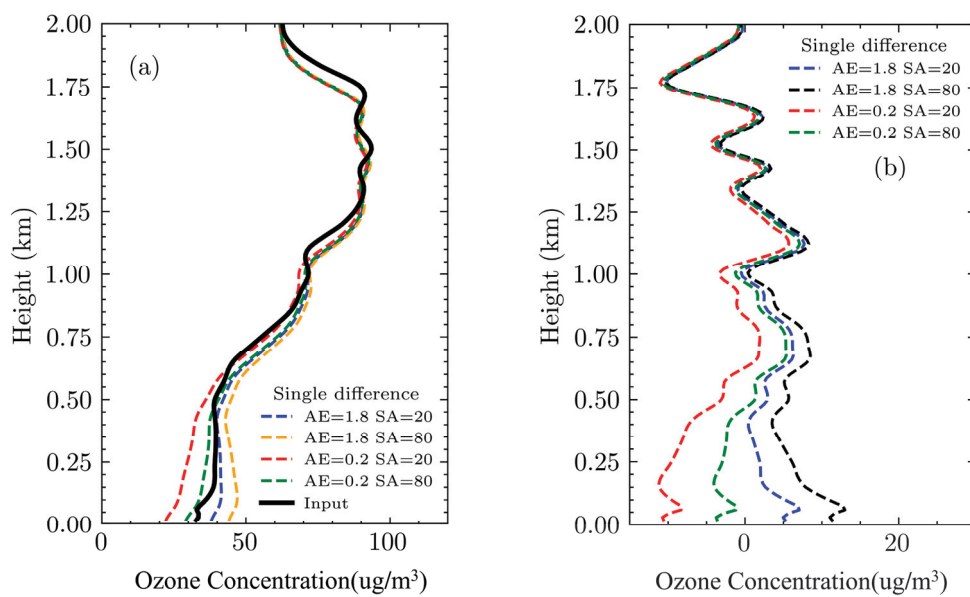 (a)
2.00
1.75
1.50
1.25
1.00
0.75
0.50
0.25
0.00
Height (km)
Single difference
AE=1.8 SA=20
AE=1.8 SA=80
AE=0.2 SA=20
AE=0.2 SA=80
Input
0 50 100
Ozone Concentration(ug/m³)
(b)
2.00
1.75
1.50
1.25
1.00
0.75
0.50
0.25
0.00
Height (km)
Single difference
AE=1.8 SA=20
AE=1.8 SA=80
AE=0.2 SA=20
AE=0.2 SA=80
0 20
Ozone Concentration(ug/m³)